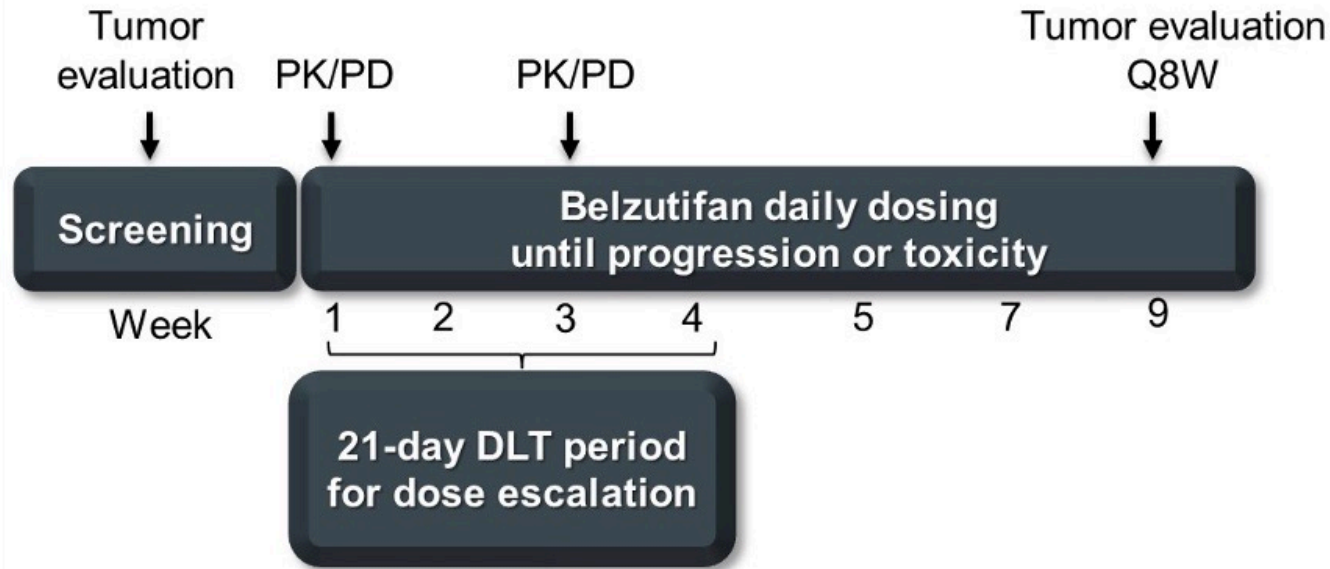 Tumor
evaluation
PK/PD
PK/PD
Tumor evaluation
Q8W
Screening
Belzutifan daily dosing
until progression or toxicity
Week
1 2 3 4 5 7 9
21-day DLT period
for dose escalation